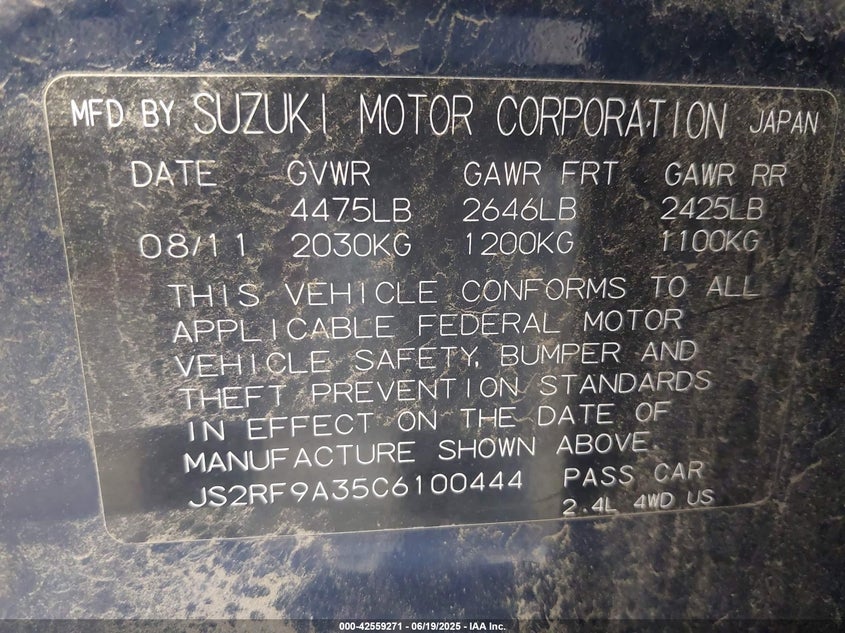 MFD BY SUZUKI MOTOR CORPORATION JAPAN
DATE GVWR GAWR FRT GAWR RR
4475LB 2646LB 2425LB
08/11 2030KG 1200KG 1100KG
THIS VEHICLE CONFORMS TO ALL
APPLICABLE FEDERAL MOTOR
VEHICLE SAFETY, BUMPER AND
THEFT PREVENTION STANDARDS
IN EFFECT ON THE DATE OF
MANUFACTURE SHOWN ABOVE.
JS2RF9A35C6100444 PASS CAR
2.4L 4WD US
000-42559271 - 06/19/2025 - IAA Inc.